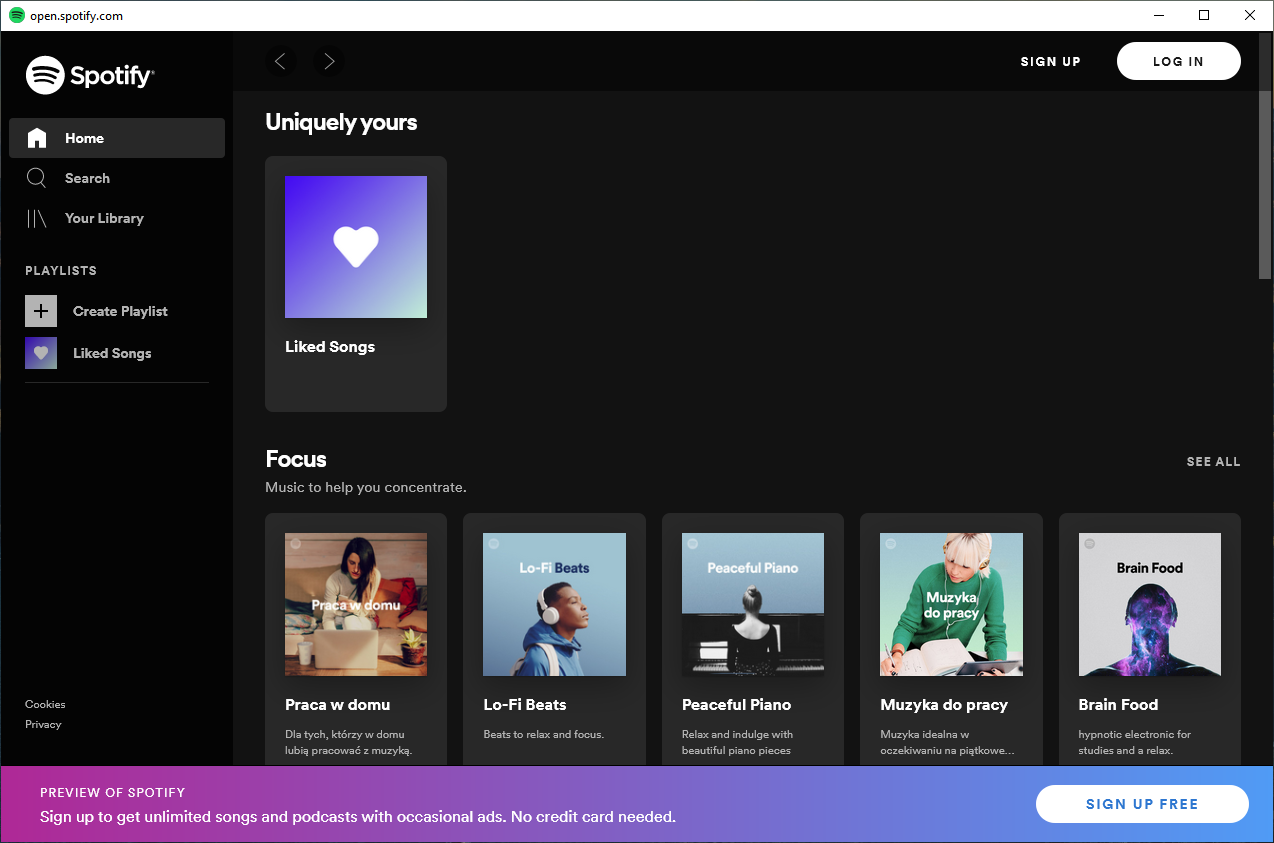 open.spotify.com
Spotify
SIGN UP
LOG IN
Home
Search
Your Library
PLAYLISTS
Create Playlist
Liked Songs
Cookies
Privacy
Uniquely yours
Liked Songs
Focus
SEE ALL
Music to help you concentrate.
Praca w domu
Praca w domu
Dla tych, którzy w domu
lubią pracować z muzyką.
Lo-Fi Beats
Lo-Fi Beats
Beats to relax and focus.
Peaceful Piano
Peaceful Piano
Relax and indulge with
beautiful piano pieces
Muzyka
do pracy
Muzyka do pracy
Muzyka idealna w
oczekiwaniu na piątkowe...
Brain Food
Brain Food
hypnotic electronic for
studies and a relax.
PREVIEW OF SPOTIFY
Sign up to get unlimited songs and podcasts with occasional ads. No credit card needed.
SIGN UP FREE